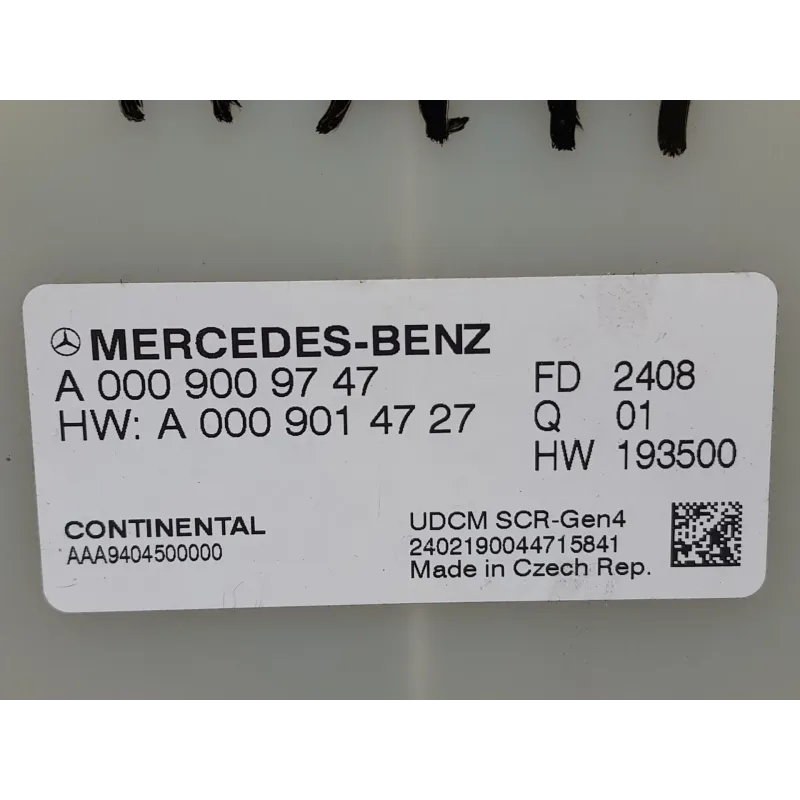 MERCEDES-BENZ
A 000 900 97 47
HW: A 000 901 47 27
FD 2408
Q 01
HW 193500
CONTINENTAL
AAA9404500000
UDCM SCR-Gen4
2402190044715841
Made in Czech Rep.